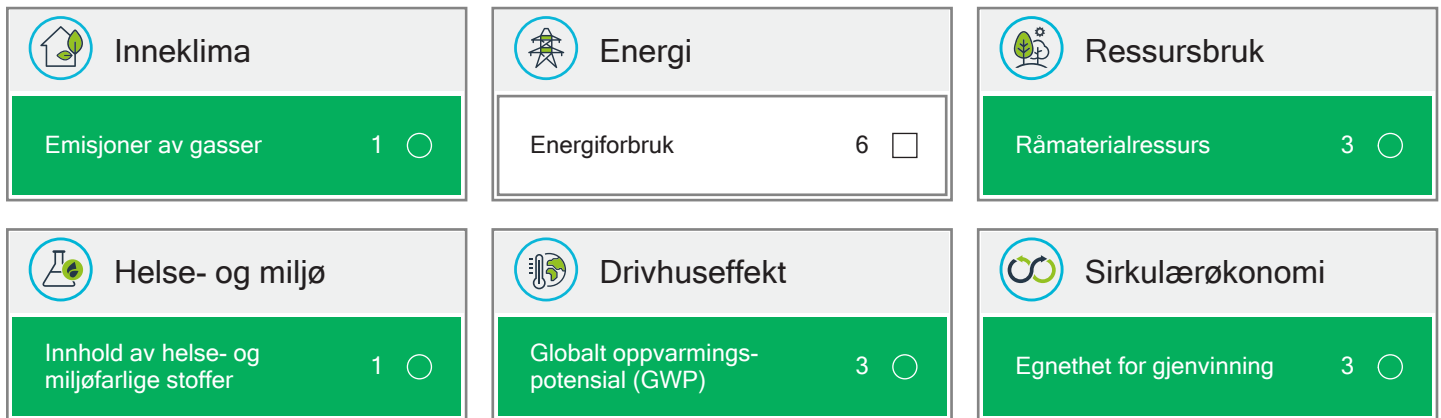 Inneklima
Emisjoner av gasser 1
Energi
Energiforbruk 6
Ressursbruk
Råmaterialressurs 3
Helse- og miljø
Innhold av helse- og
miljøfarlige stoffer 1
Drivhuseffekt
Globalt oppvarmings-
potensial (GWP) 3
Sirkulærøkonomi
Egnethet for gjenvinning 3